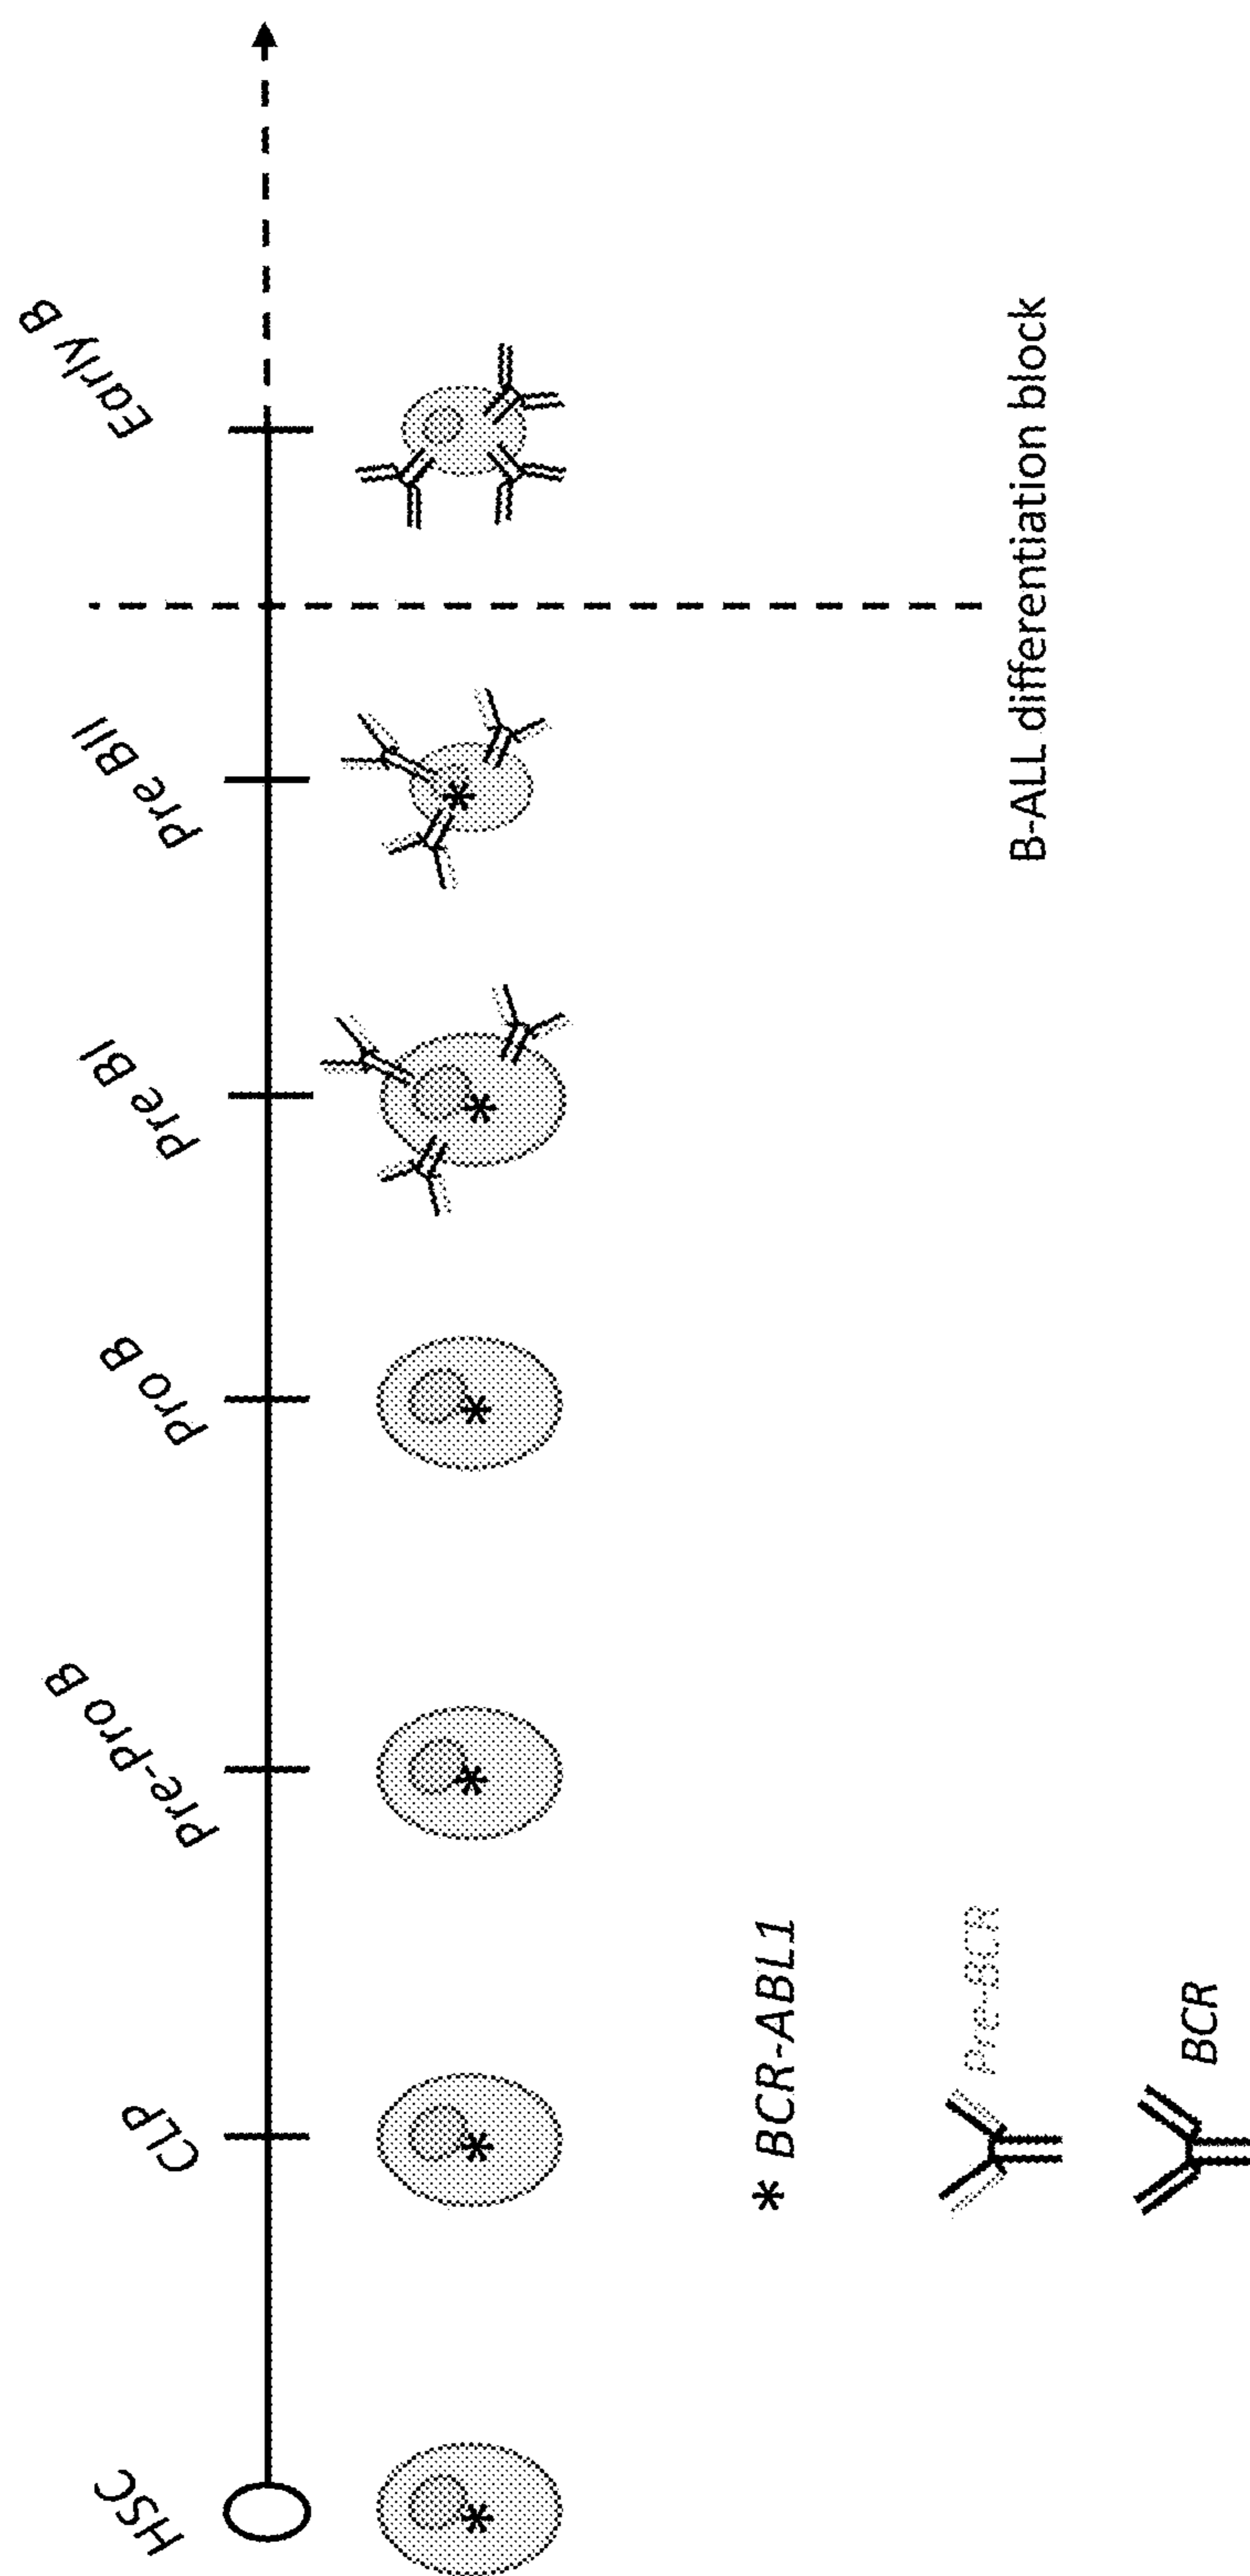 HSC
CLP
Pre-Pro B
Pro B
Pre BI
Pre BII
Early B
* BCR-ABL1
Pre-BCR
BCR
B-ALL differentiation block